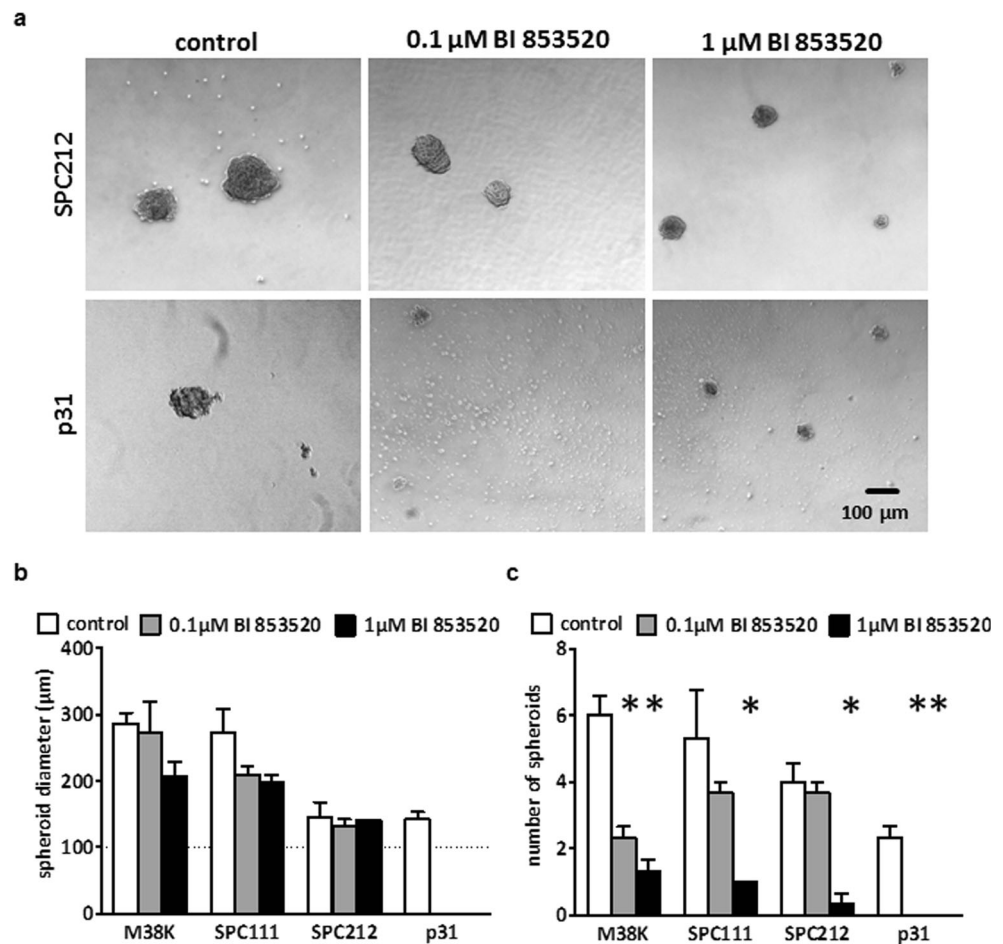 a
control 0.1 µM BI 853520 1 µM BI 853520
SPC212
p31
100 µm
b
control 0.1µM BI 853520 1µM BI 853520
spheroid diameter (µm)
400
300
200
100
0
M38K SPC111 SPC212 p31
c
control 0.1µM BI 853520 1µM BI 853520
number of spheroids
8
6
4
2
0
* * * * * *
M38K SPC111 SPC212 p31